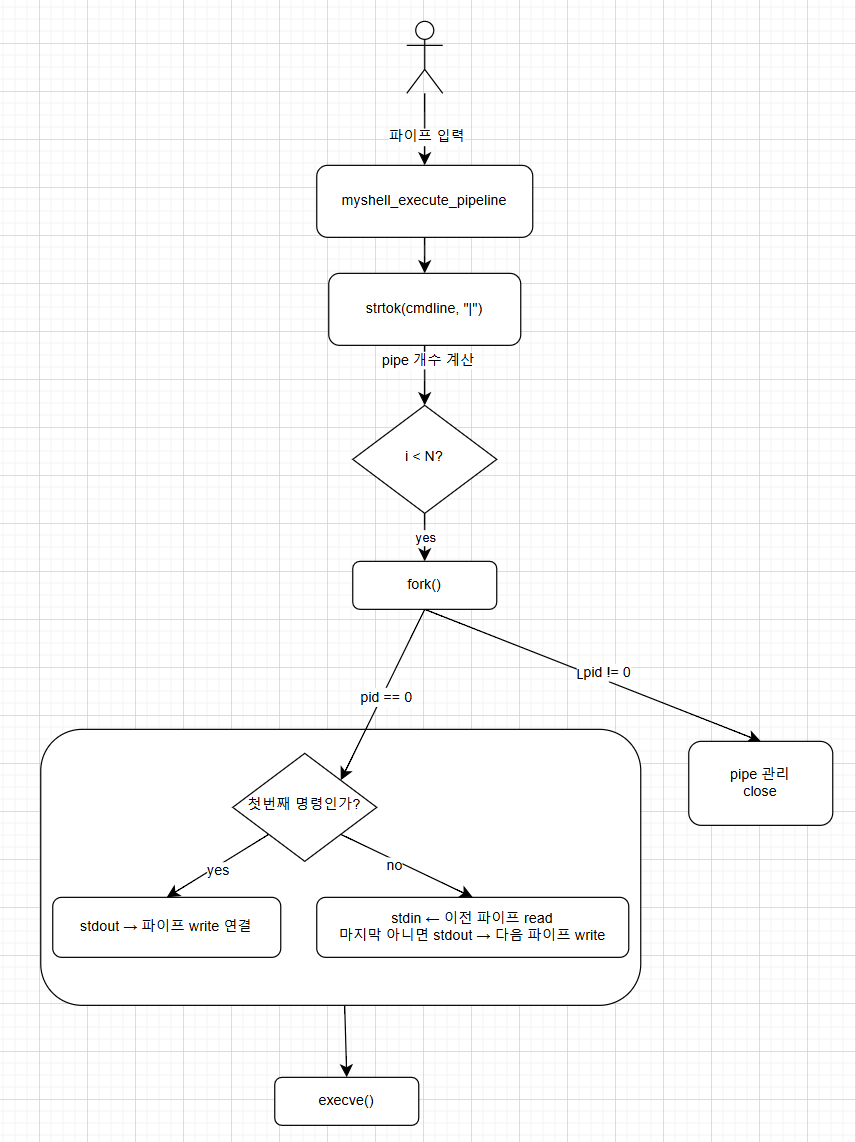 파이프 입력
myshell_execute_pipeline
strtok(cmdline, "|")
pipe 개수 계산
i < N?
yes
fork()
pid != 0
pid == 0
pipe 관리
close
첫번째 명령인가?
yes
no
stdout → 파이프 write 연결
stdin ← 이전 파이프 read
마지막 아니면 stdout → 다음 파이프 write
execve()